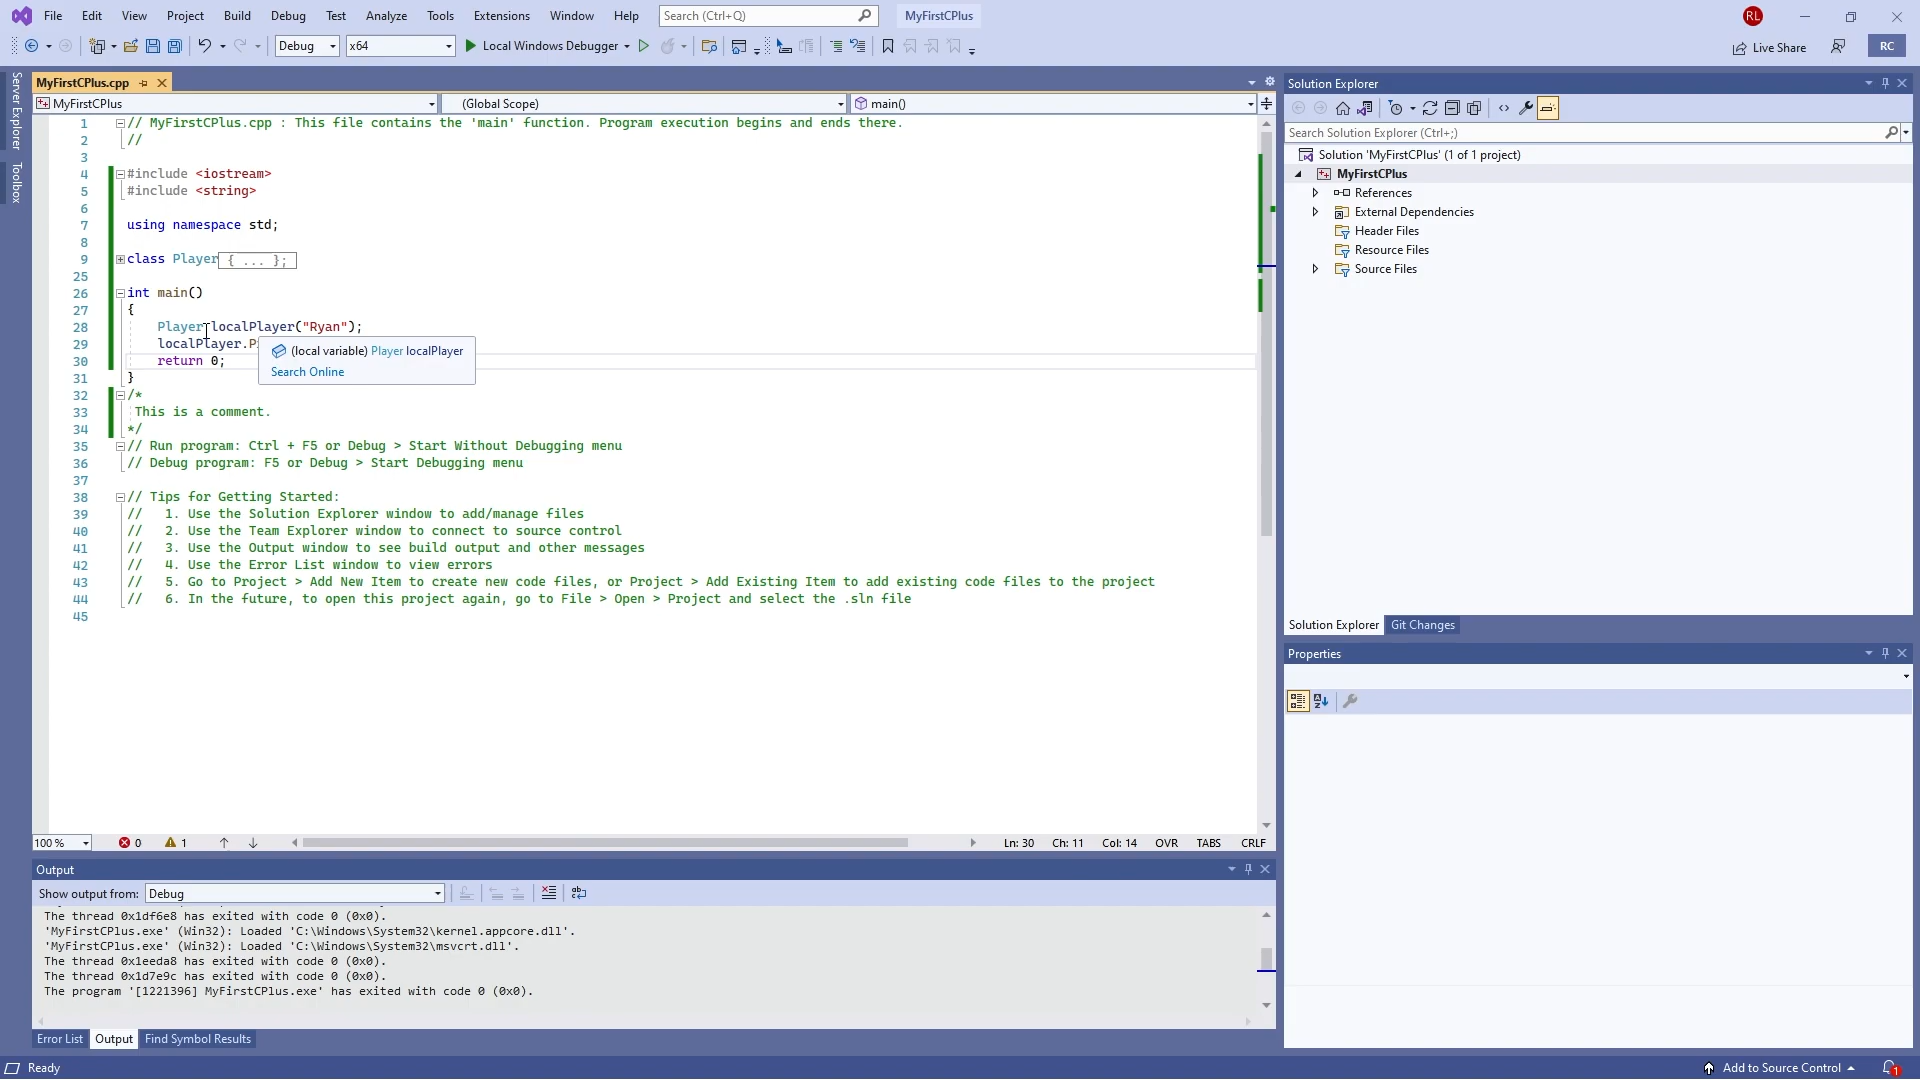 File Edit View Project Build Debug Test Analyze Tools Extensions Window Help Search (Ctrl+Q) MyFirstCPlus RL
Debug x64 Local Windows Debugger Live Share RC
Server Explorer
Toolbox
MyFirstCPlus.cpp
MyFirstCPlus (Global Scope) main()
1 // MyFirstCPlus.cpp : This file contains the 'main' function. Program execution begins and ends there.
2 //
3
4 #include <iostream>
5 #include <string>
6
7 using namespace std;
8
9 class Player { ... };
25
26 int main()
27 {
28 Player localPlayer("Ryan");
29 localPlayer.
(local variable) Player localPlayer
30 return 0;
Search Online
31 }
32 /*
33 This is a comment.
34 */
35 // Run program: Ctrl + F5 or Debug > Start Without Debugging menu
36 // Debug program: F5 or Debug > Start Debugging menu
37
38 // Tips for Getting Started:
39 //   1. Use the Solution Explorer window to add/manage files
40 //   2. Use the Team Explorer window to connect to source control
41 //   3. Use the Output window to see build output and other messages
42 //   4. Use the Error List window to view errors
43 //   5. Go to Project > Add New Item to create new code files, or Project > Add Existing Item to add existing code files to the project
44 //   6. In the future, to open this project again, go to File > Open > Project and select the .sln file
45
100 % 0 1 Ln: 30 Ch: 11 Col: 14 OVR TABS CRLF
Output
Show output from: Debug
The thread 0x1df6e8 has exited with code 0 (0x0).
'MyFirstCPlus.exe' (Win32): Loaded 'C:\Windows\System32\kernel.appcore.dll'.
'MyFirstCPlus.exe' (Win32): Loaded 'C:\Windows\System32\msvcrt.dll'.
The thread 0x1eeda8 has exited with code 0 (0x0).
The thread 0x1d7e9c has exited with code 0 (0x0).
The program '[1221396] MyFirstCPlus.exe' has exited with code 0 (0x0).
Error List Output Find Symbol Results
Solution Explorer
Search Solution Explorer (Ctrl+;)
Solution 'MyFirstCPlus' (1 of 1 project)
MyFirstCPlus
References
External Dependencies
Header Files
Resource Files
Source Files
Solution Explorer Git Changes
Properties
Ready Add to Source Control 1